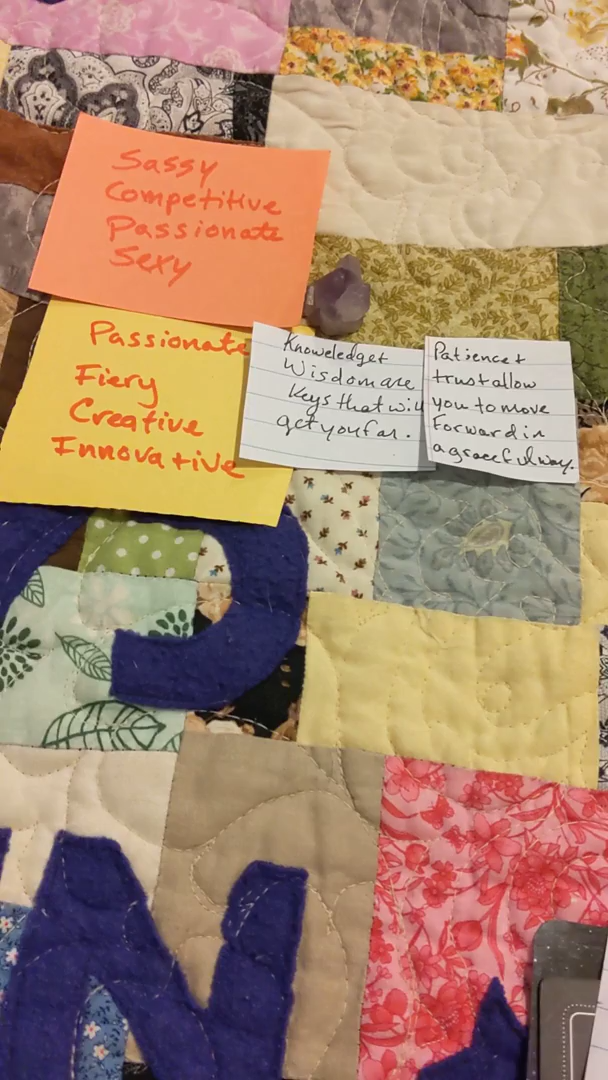 Sassy
Competitive
Passionate
Sexy
Passionate
Fiery
Creative
Innovative
Knoweledget
Wisdom are
Keys that will
get you far.
Patience +
trust allow
you to move
Forward in
a graceful way.